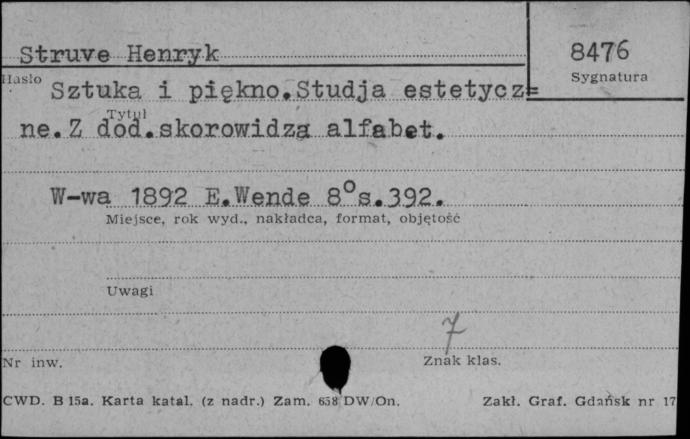 Struve Henryk
8476
Hasło
Sygnatura
Sztuka i piękno.Studja estetycz=
Tytuł
ne.Z dod.skorowidza alfabet.
W-wa 1892 E.Wende 8°s.392.
Miejsce, rok wyd., nakładca, format, objętość
Uwagi
7
Nr inw.
Znak klas.
CWD. B 15a. Karta katal. (z nadr.) Zam. 658 DW/On.
Zakł. Graf. Gdańsk nr 17